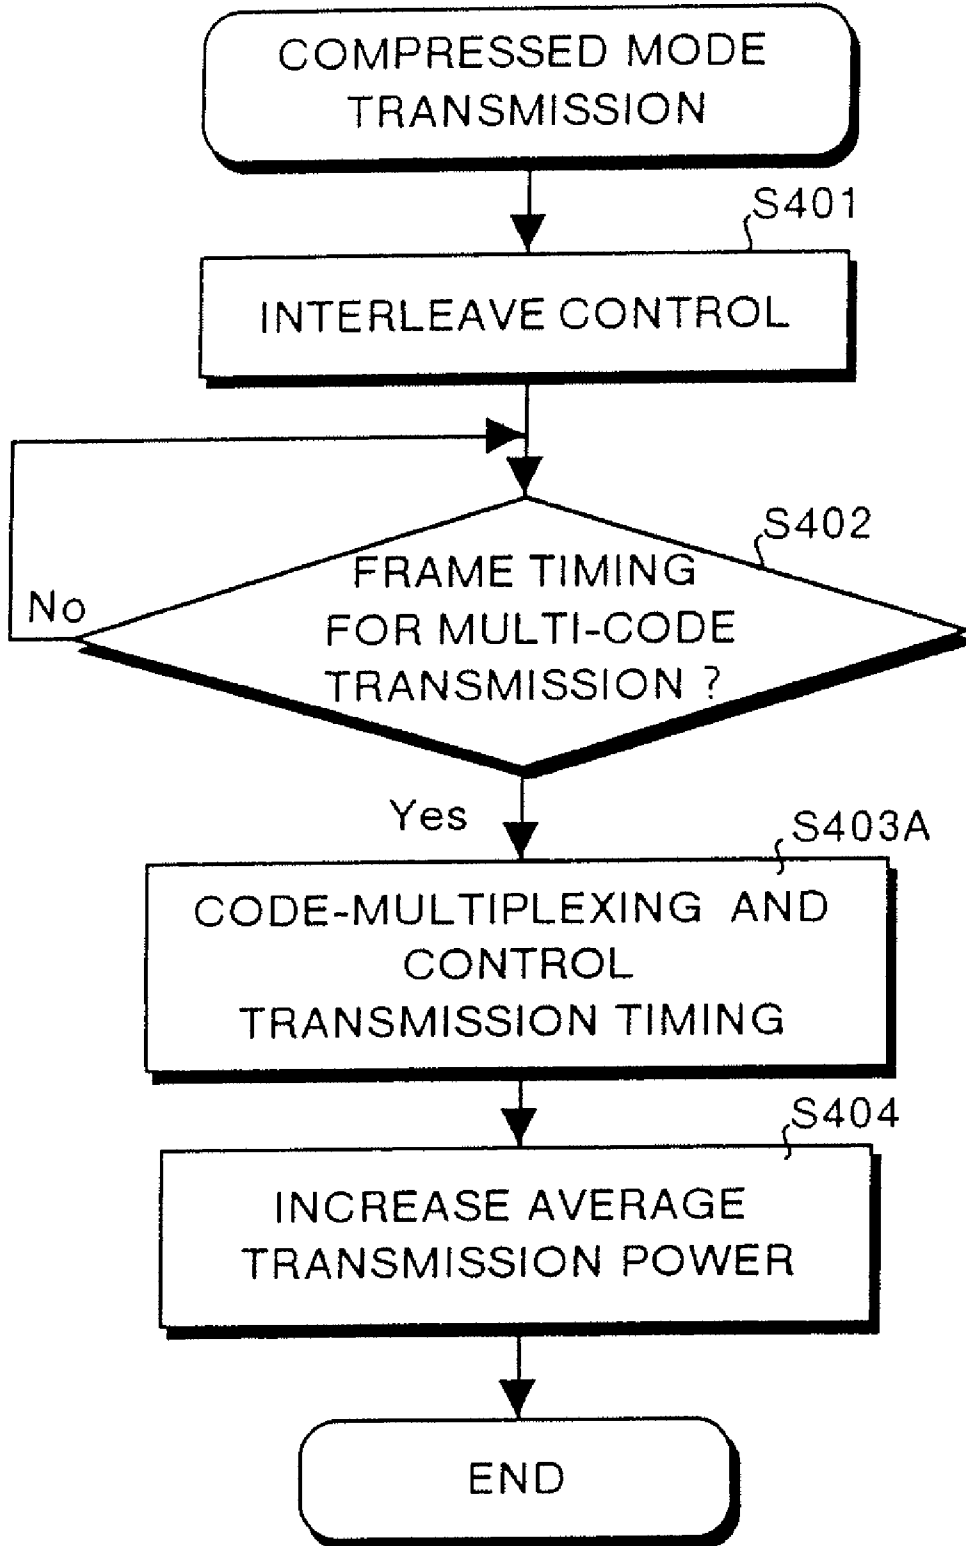 COMPRESSED MODE
TRANSMISSION
S401
INTERLEAVE CONTROL
S402
FRAME TIMING
FOR MULTI-CODE
TRANSMISSION ?
No
Yes
S403A
CODE-MULTIPLEXING AND
CONTROL
TRANSMISSION TIMING
S404
INCREASE AVERAGE
TRANSMISSION POWER
END